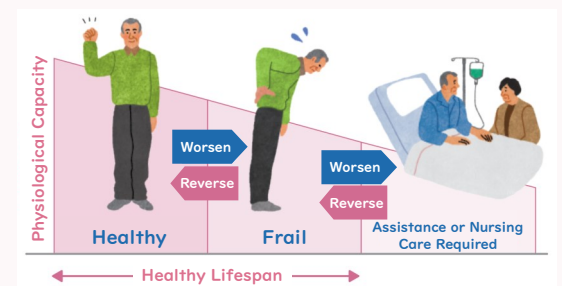 Physiological Capacity
Worsen
Reverse
Worsen
Reverse
Healthy
Frail
Assistance or Nursing
Care Required
Healthy Lifespan